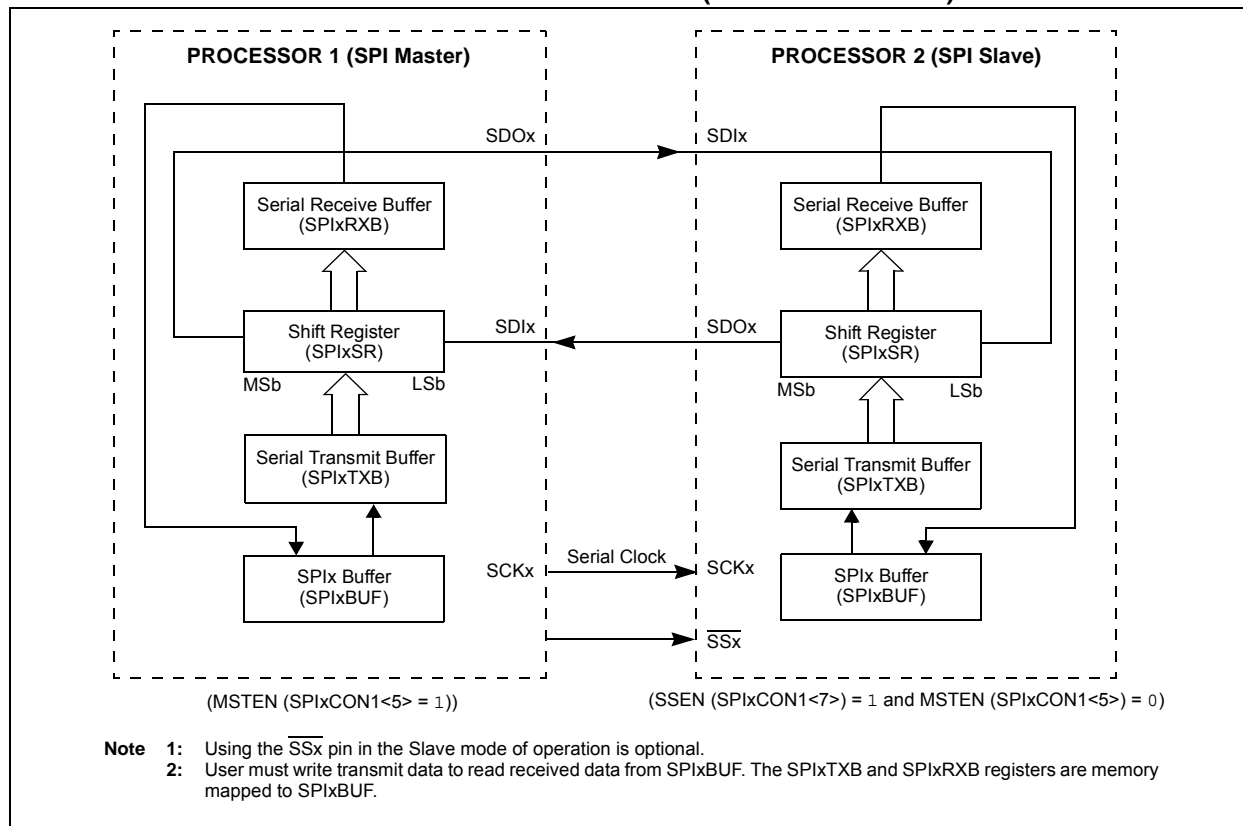 PROCESSOR 1 (SPI Master)
PROCESSOR 2 (SPI Slave)
SDOx
SDIx
Serial Receive Buffer
(SPIxRXB)
Serial Receive Buffer
(SPIxRXB)
Shift Register
(SPIxSR)
SDIx
SDOx
Shift Register
(SPIxSR)
MSb
LSb
MSb
LSb
Serial Transmit Buffer
(SPIxTXB)
Serial Transmit Buffer
(SPIxTXB)
SPIx Buffer
(SPIxBUF)
SCKx
Serial Clock
SCKx
SPIx Buffer
(SPIxBUF)
SSx
(MSTEN (SPIxCON1<5> = 1))
(SSEN (SPIxCON1<7>) = 1 and MSTEN (SPIxCON1<5>) = 0)
Note 1: Using the SSx pin in the Slave mode of operation is optional.
2: User must write transmit data to read received data from SPIxBUF. The SPIxTXB and SPIxRXB registers are memory
mapped to SPIxBUF.